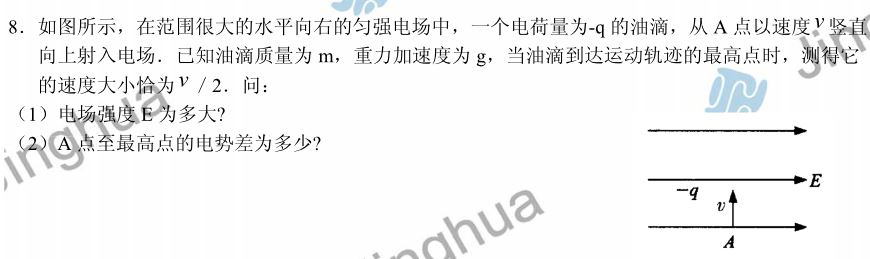 8. 如图所示，在范围很大的水平向右的匀强电场中，一个电荷量为-q 的油滴，从 A 点以速度 v 竖直
向上射入电场．已知油滴质量为 m，重力加速度为 g，当油滴到达运动轨迹的最高点时，测得它
的速度大小恰为 v / 2．问：
（1）电场强度 E 为多大?
（2）A 点至最高点的电势差为多少?
E
-q
v
A
inghua
inghua
Jin